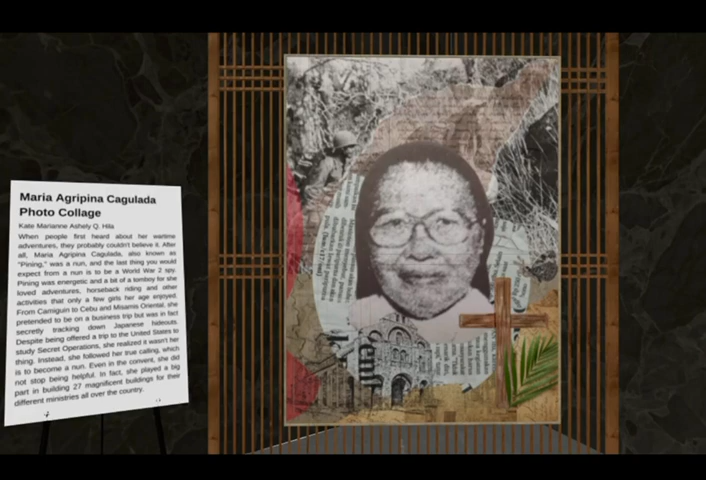 Maria Agripina Cagulada
Photo Collage
Kate Marianne Ashely Q. Hila
When people first heard about her wartime
adventures, they probably couldn't believe it. After
all, Maria Agripina Cagulada, also known as
"Pining," was a nun, and the last thing you would
expect from a nun is to be a World War 2 spy.
Pining was energetic and a bit of a tomboy for she
loved adventures, horseback riding and other
activities that only a few girls her age enjoyed.
From Camiguin to Cebu and Misamis Oriental, she
pretended to be on a business trip but was in fact
secretly tracking down Japanese hideouts.
Despite being offered a trip to the United States to
study Secret Operations, she realized it wasn't her
thing. Instead, she followed her true calling, which
is to become a nun. Even in the convent, she did
not stop being helpful. In fact, she played a big
part in building 27 magnificent buildings for their
different ministries all over the country.